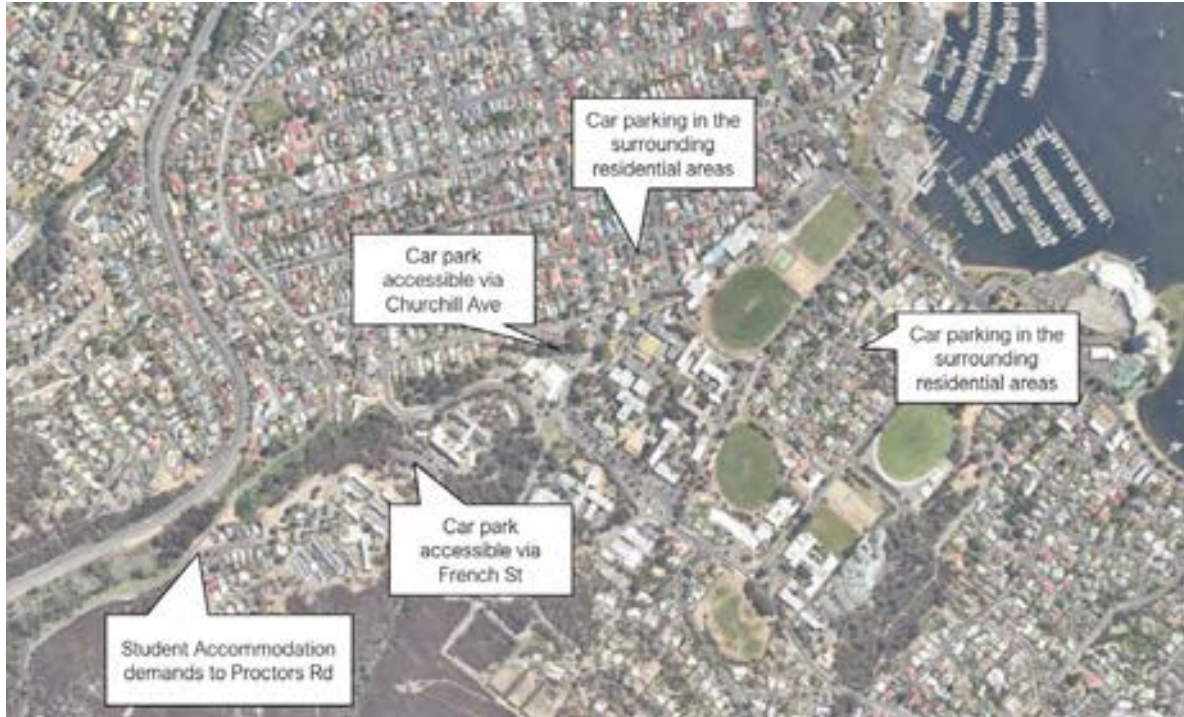 Car parking in the
surrounding
residential areas
Car park
accessible via
Churchill Ave
Car parking in the
surrounding
residential areas
Car park
accessible via
French St
Student Accommodation
demands to Proctors Rd